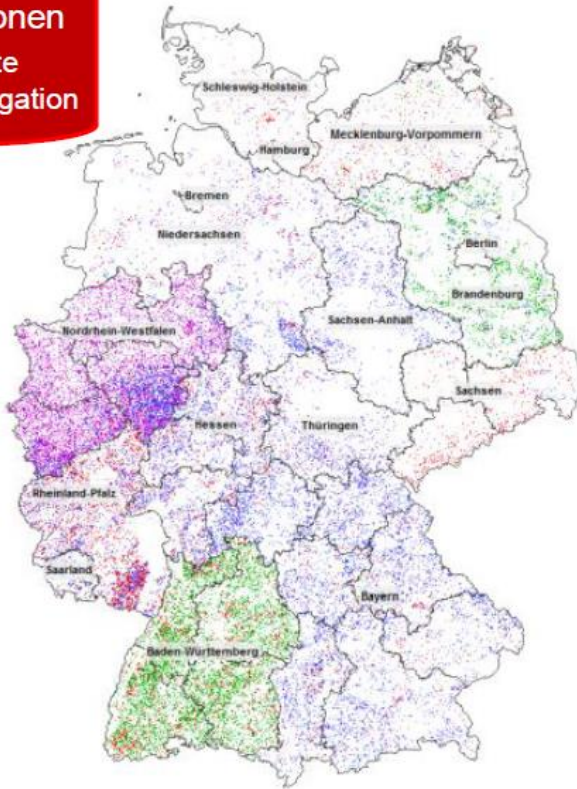 onen
te
gation
Schleswig-Holstein
Mecklenburg-Vorpommern
Hamburg
Bremen
Niedersachsen
Berlin
Brandenburg
Sachsen-Anhalt
Nordrhein-Westfalen
Sachsen
Hessen
Thüringen
Rheinland-Pfalz
Saarland
Bayern
Baden-Württemberg